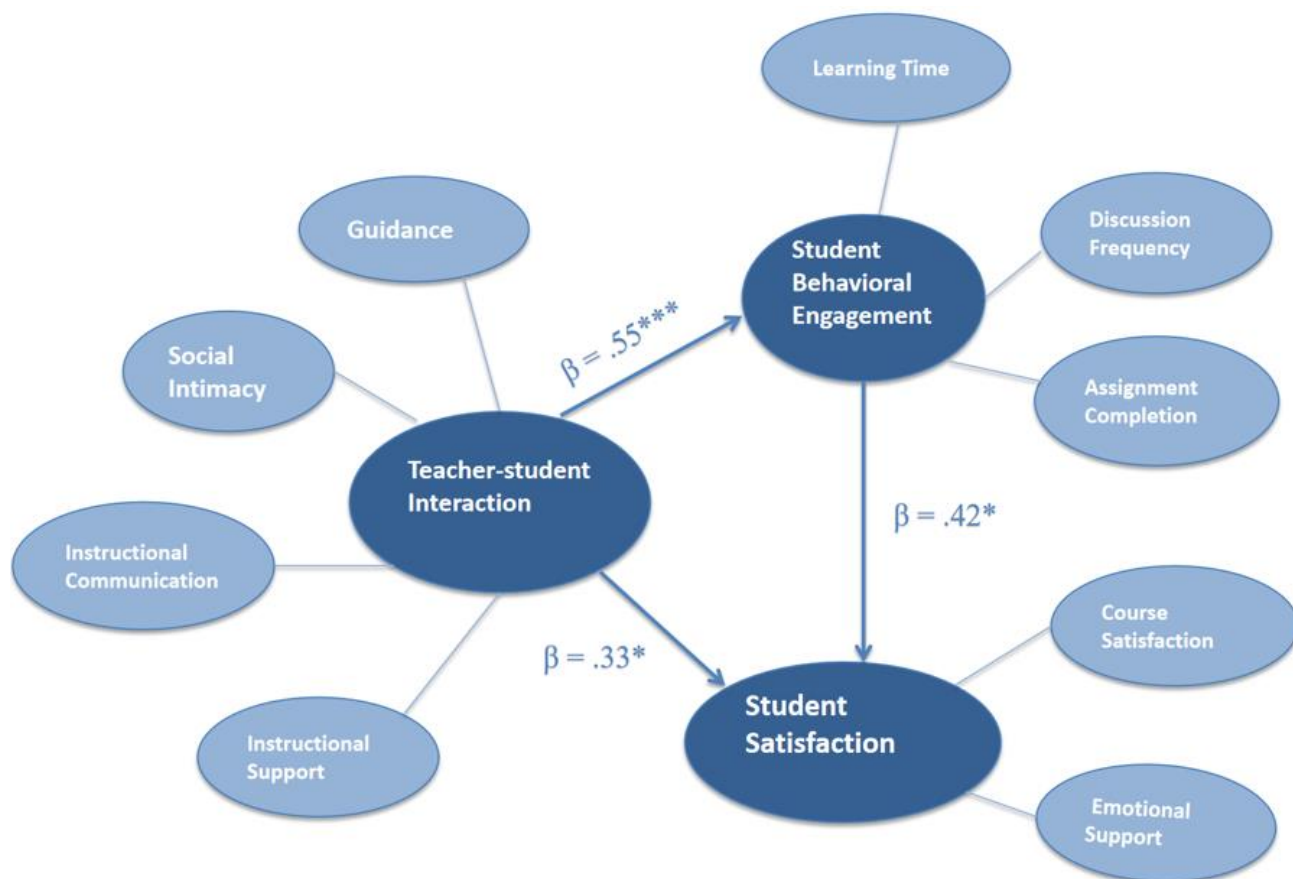 Learning Time
Guidance
Discussion
Frequency
Student
Behavioral
Engagement
β = .55***
Social
Intimacy
Assignment
Completion
Teacher-student
Interaction
β = .42*
Instructional
Communication
Course
Satisfaction
β = .33*
Student
Satisfaction
Instructional
Support
Emotional
Support